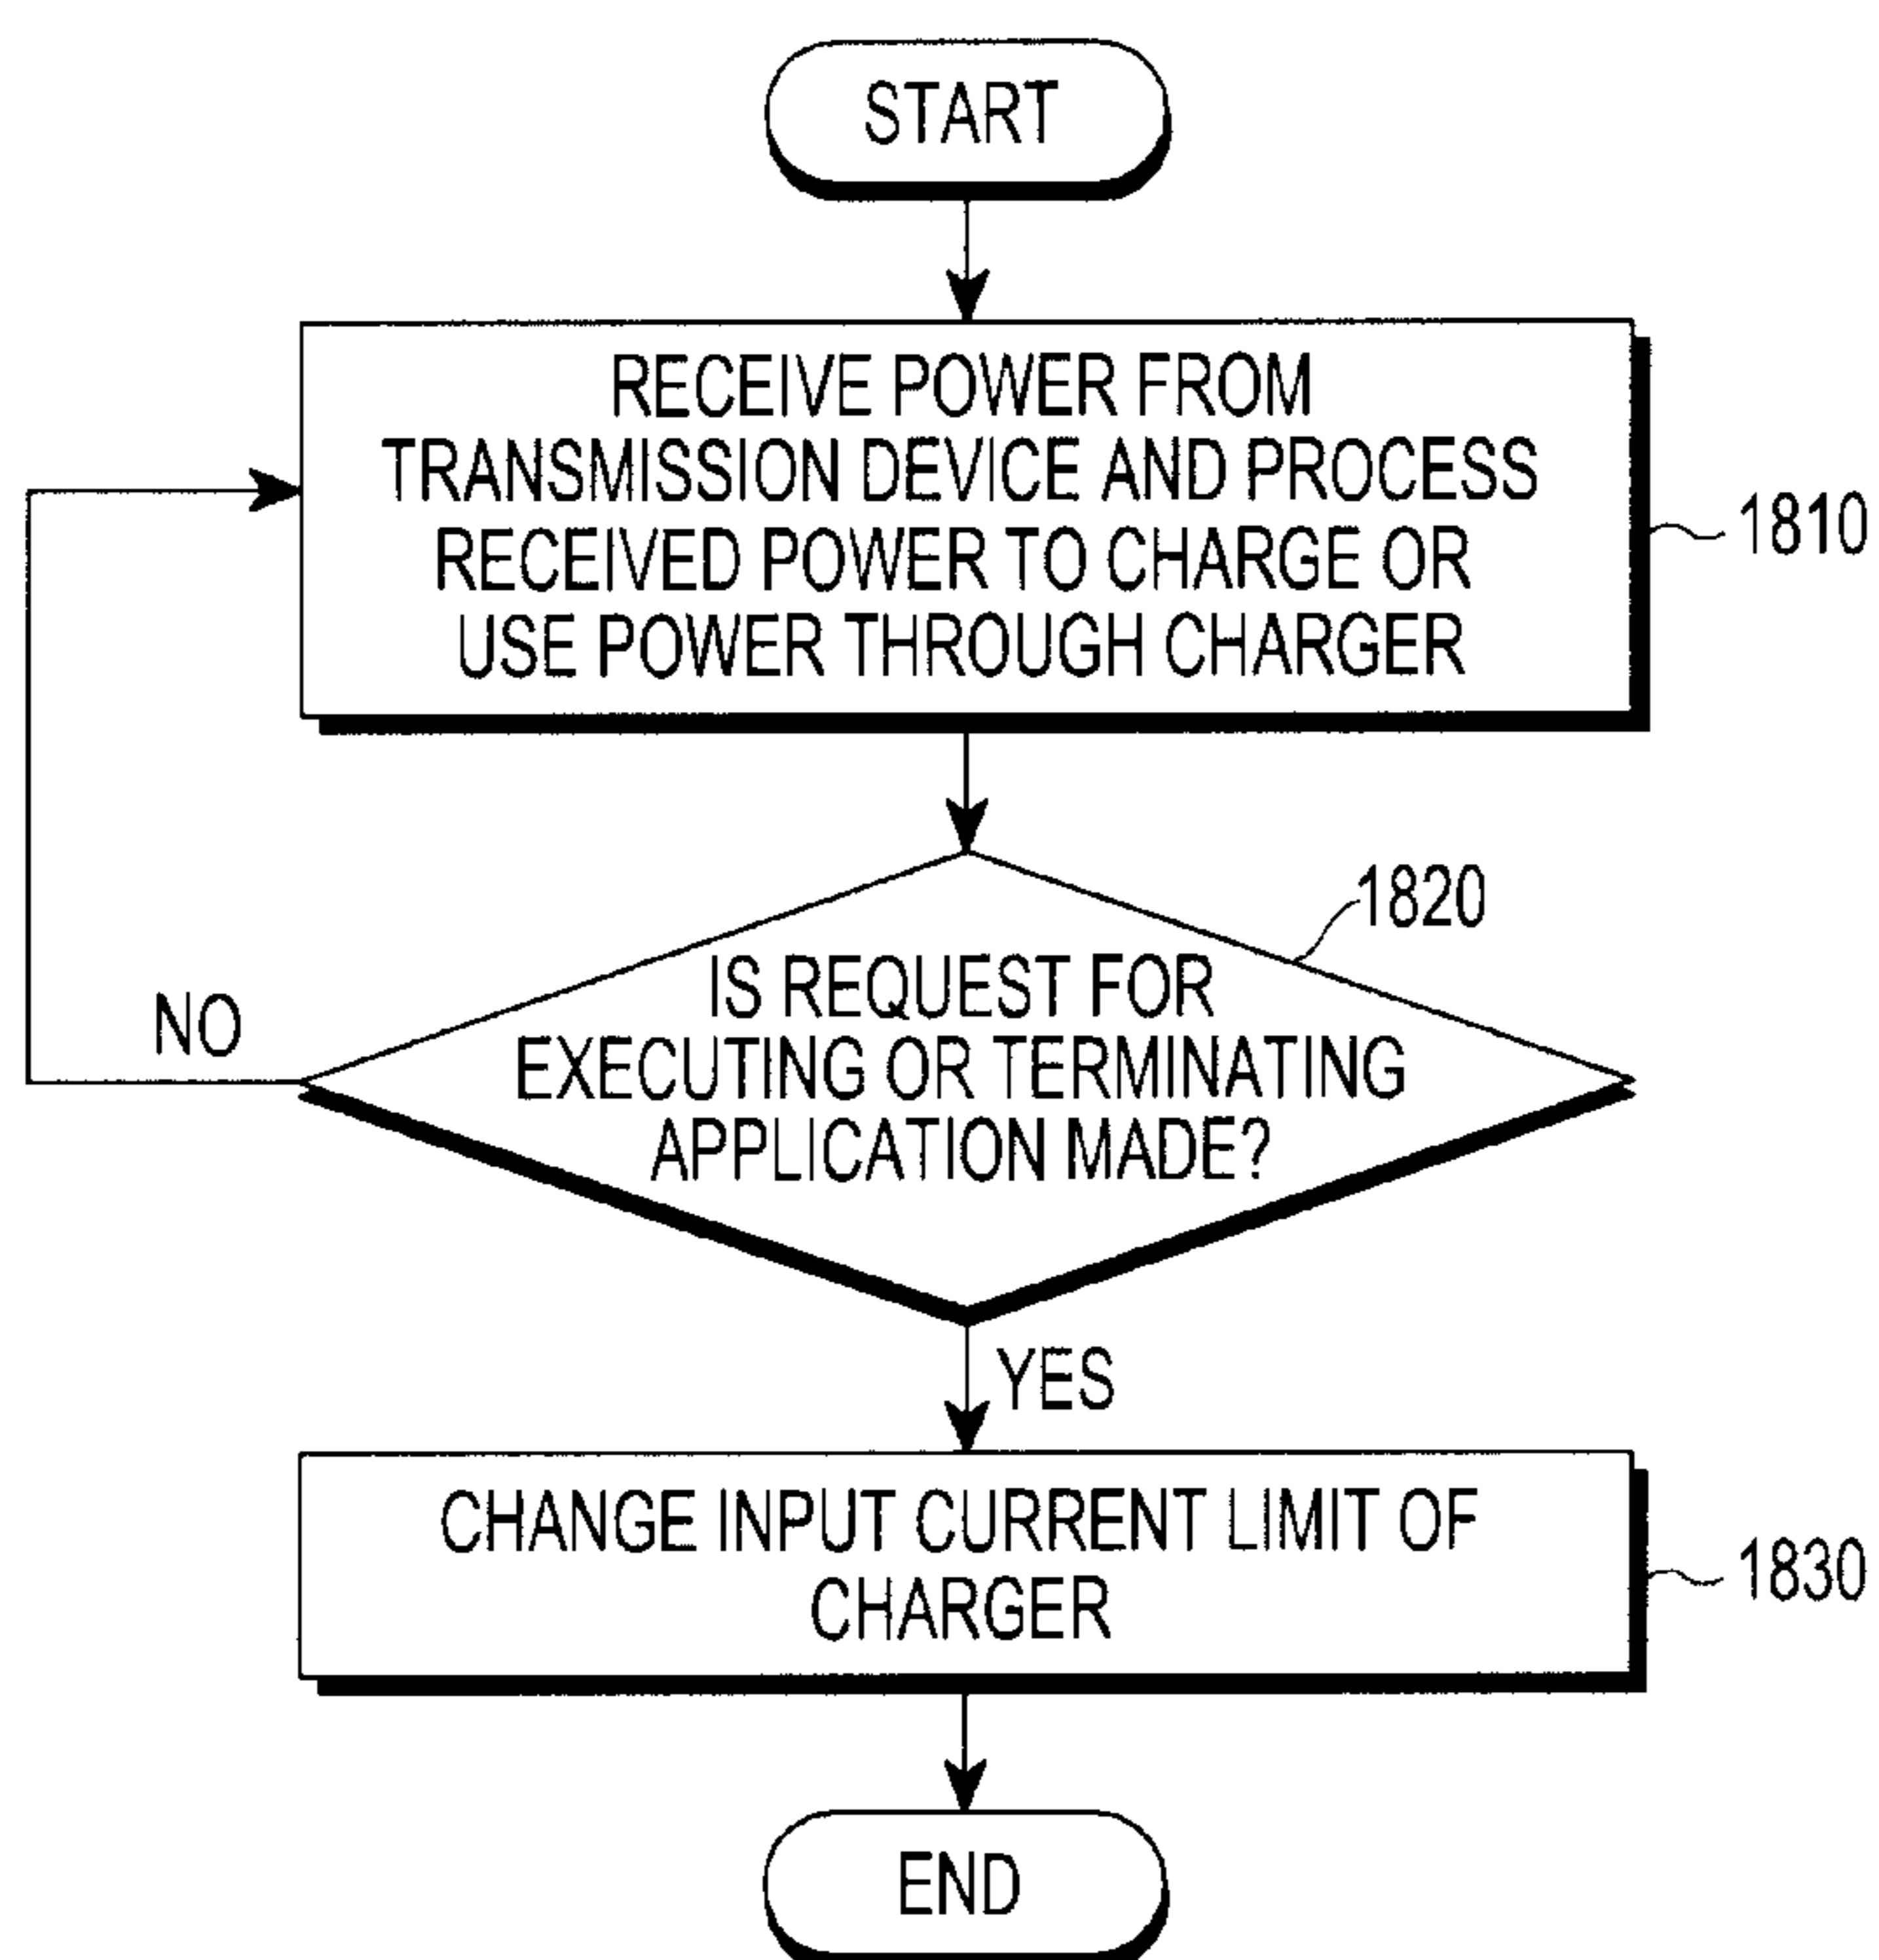 START
RECEIVE POWER FROM
TRANSMISSION DEVICE AND PROCESS
RECEIVED POWER TO CHARGE OR
USE POWER THROUGH CHARGER
1810
1820
IS REQUEST FOR
EXECUTING OR TERMINATING
APPLICATION MADE?
NO
YES
CHANGE INPUT CURRENT LIMIT OF
CHARGER
1830
END